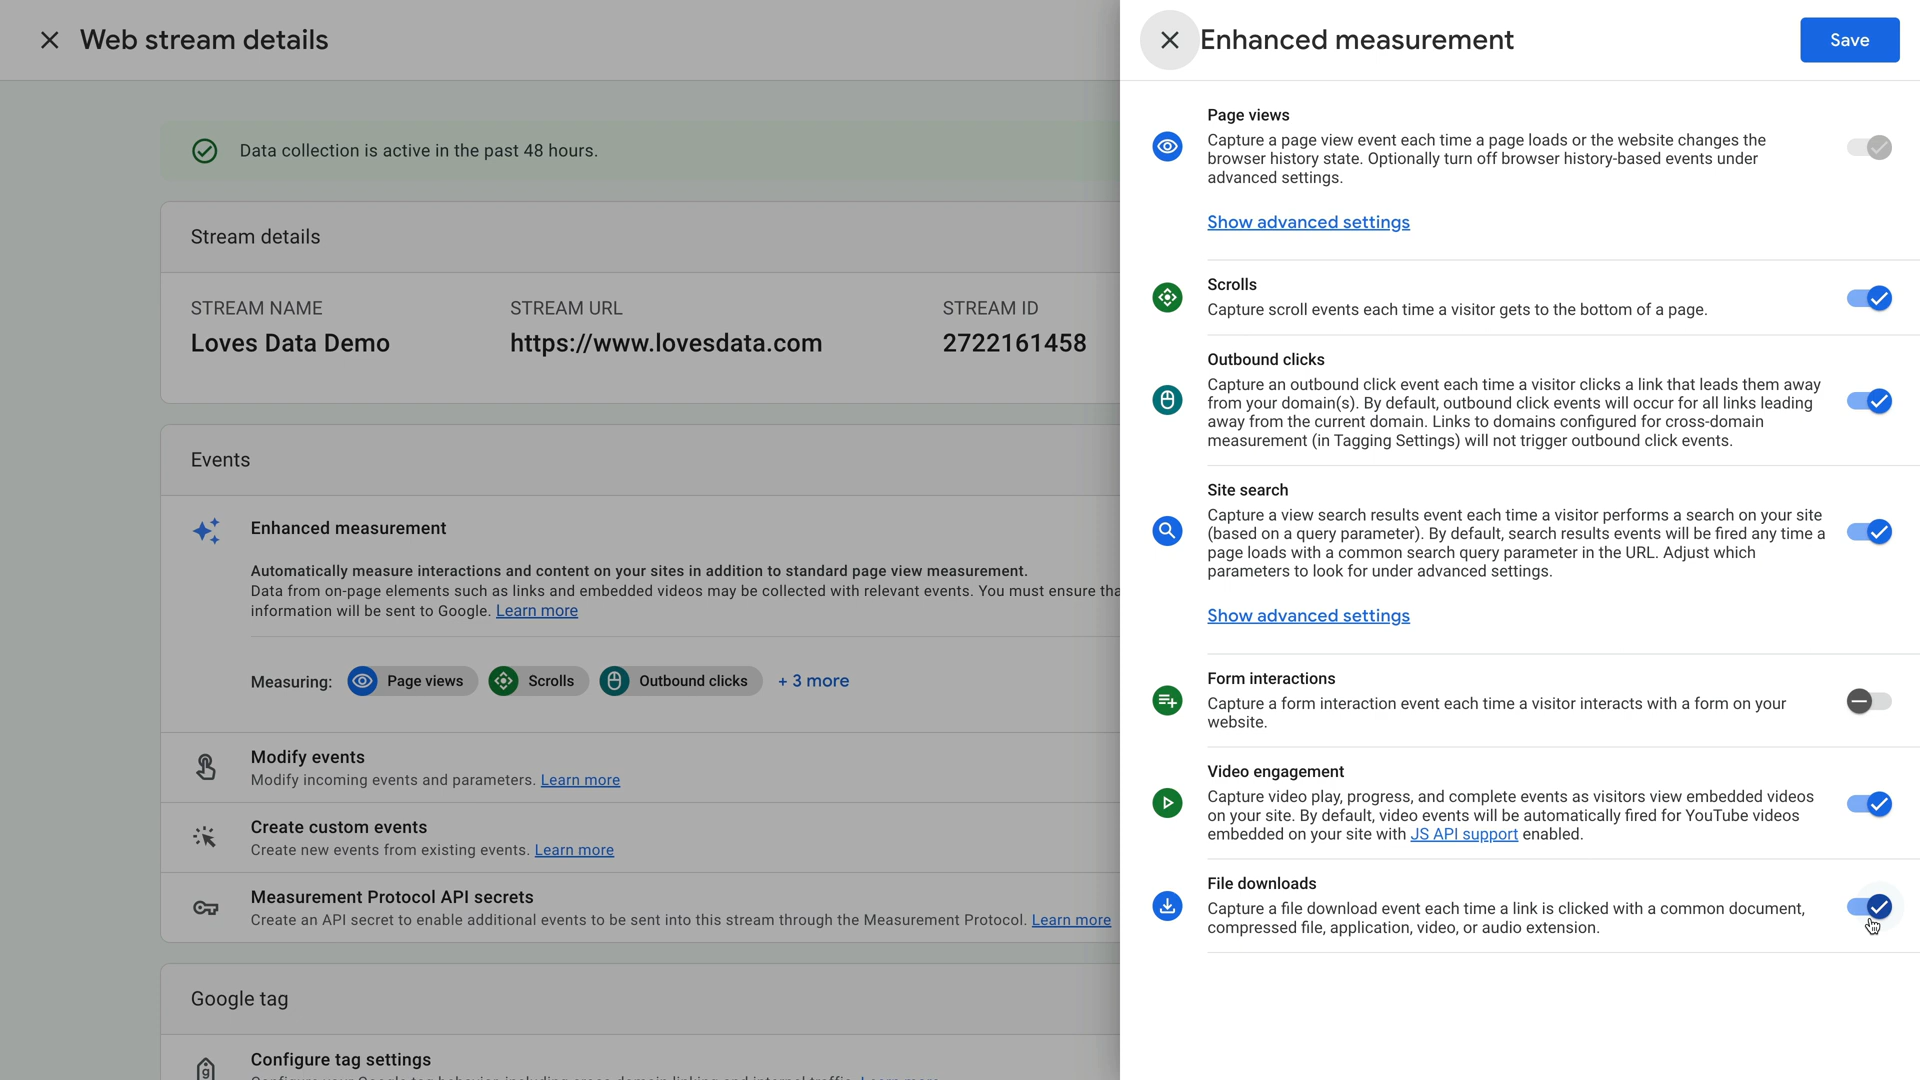 Web stream details
Data collection is active in the past 48 hours.
Stream details
STREAM NAME
Loves Data Demo
STREAM URL
https://www.lovesdata.com
STREAM ID
2722161458
Events
Enhanced measurement
Automatically measure interactions and content on your sites in addition to standard page view measurement.
Data from on-page elements such as links and embedded videos may be collected with relevant events. You must ensure tha
information will be sent to Google. Learn more
Measuring: Page views Scrolls Outbound clicks + 3 more
Modify events
Modify incoming events and parameters. Learn more
Create custom events
Create new events from existing events. Learn more
Measurement Protocol API secrets
Create an API secret to enable additional events to be sent into this stream through the Measurement Protocol. Learn more
Google tag
Configure tag settings
Enhanced measurement
Save
Page views
Capture a page view event each time a page loads or the website changes the
browser history state. Optionally turn off browser history-based events under
advanced settings.
Show advanced settings
Scrolls
Capture scroll events each time a visitor gets to the bottom of a page.
Outbound clicks
Capture an outbound click event each time a visitor clicks a link that leads them away
from your domain(s). By default, outbound click events will occur for all links leading
away from the current domain. Links to domains configured for cross-domain
measurement (in Tagging Settings) will not trigger outbound click events.
Site search
Capture a view search results event each time a visitor performs a search on your site
(based on a query parameter). By default, search results events will be fired any time a
page loads with a common search query parameter in the URL. Adjust which
parameters to look for under advanced settings.
Show advanced settings
Form interactions
Capture a form interaction event each time a visitor interacts with a form on your
website.
Video engagement
Capture video play, progress, and complete events as visitors view embedded videos
on your site. By default, video events will be automatically fired for YouTube videos
embedded on your site with JS API support enabled.
File downloads
Capture a file download event each time a link is clicked with a common document,
compressed file, application, video, or audio extension.